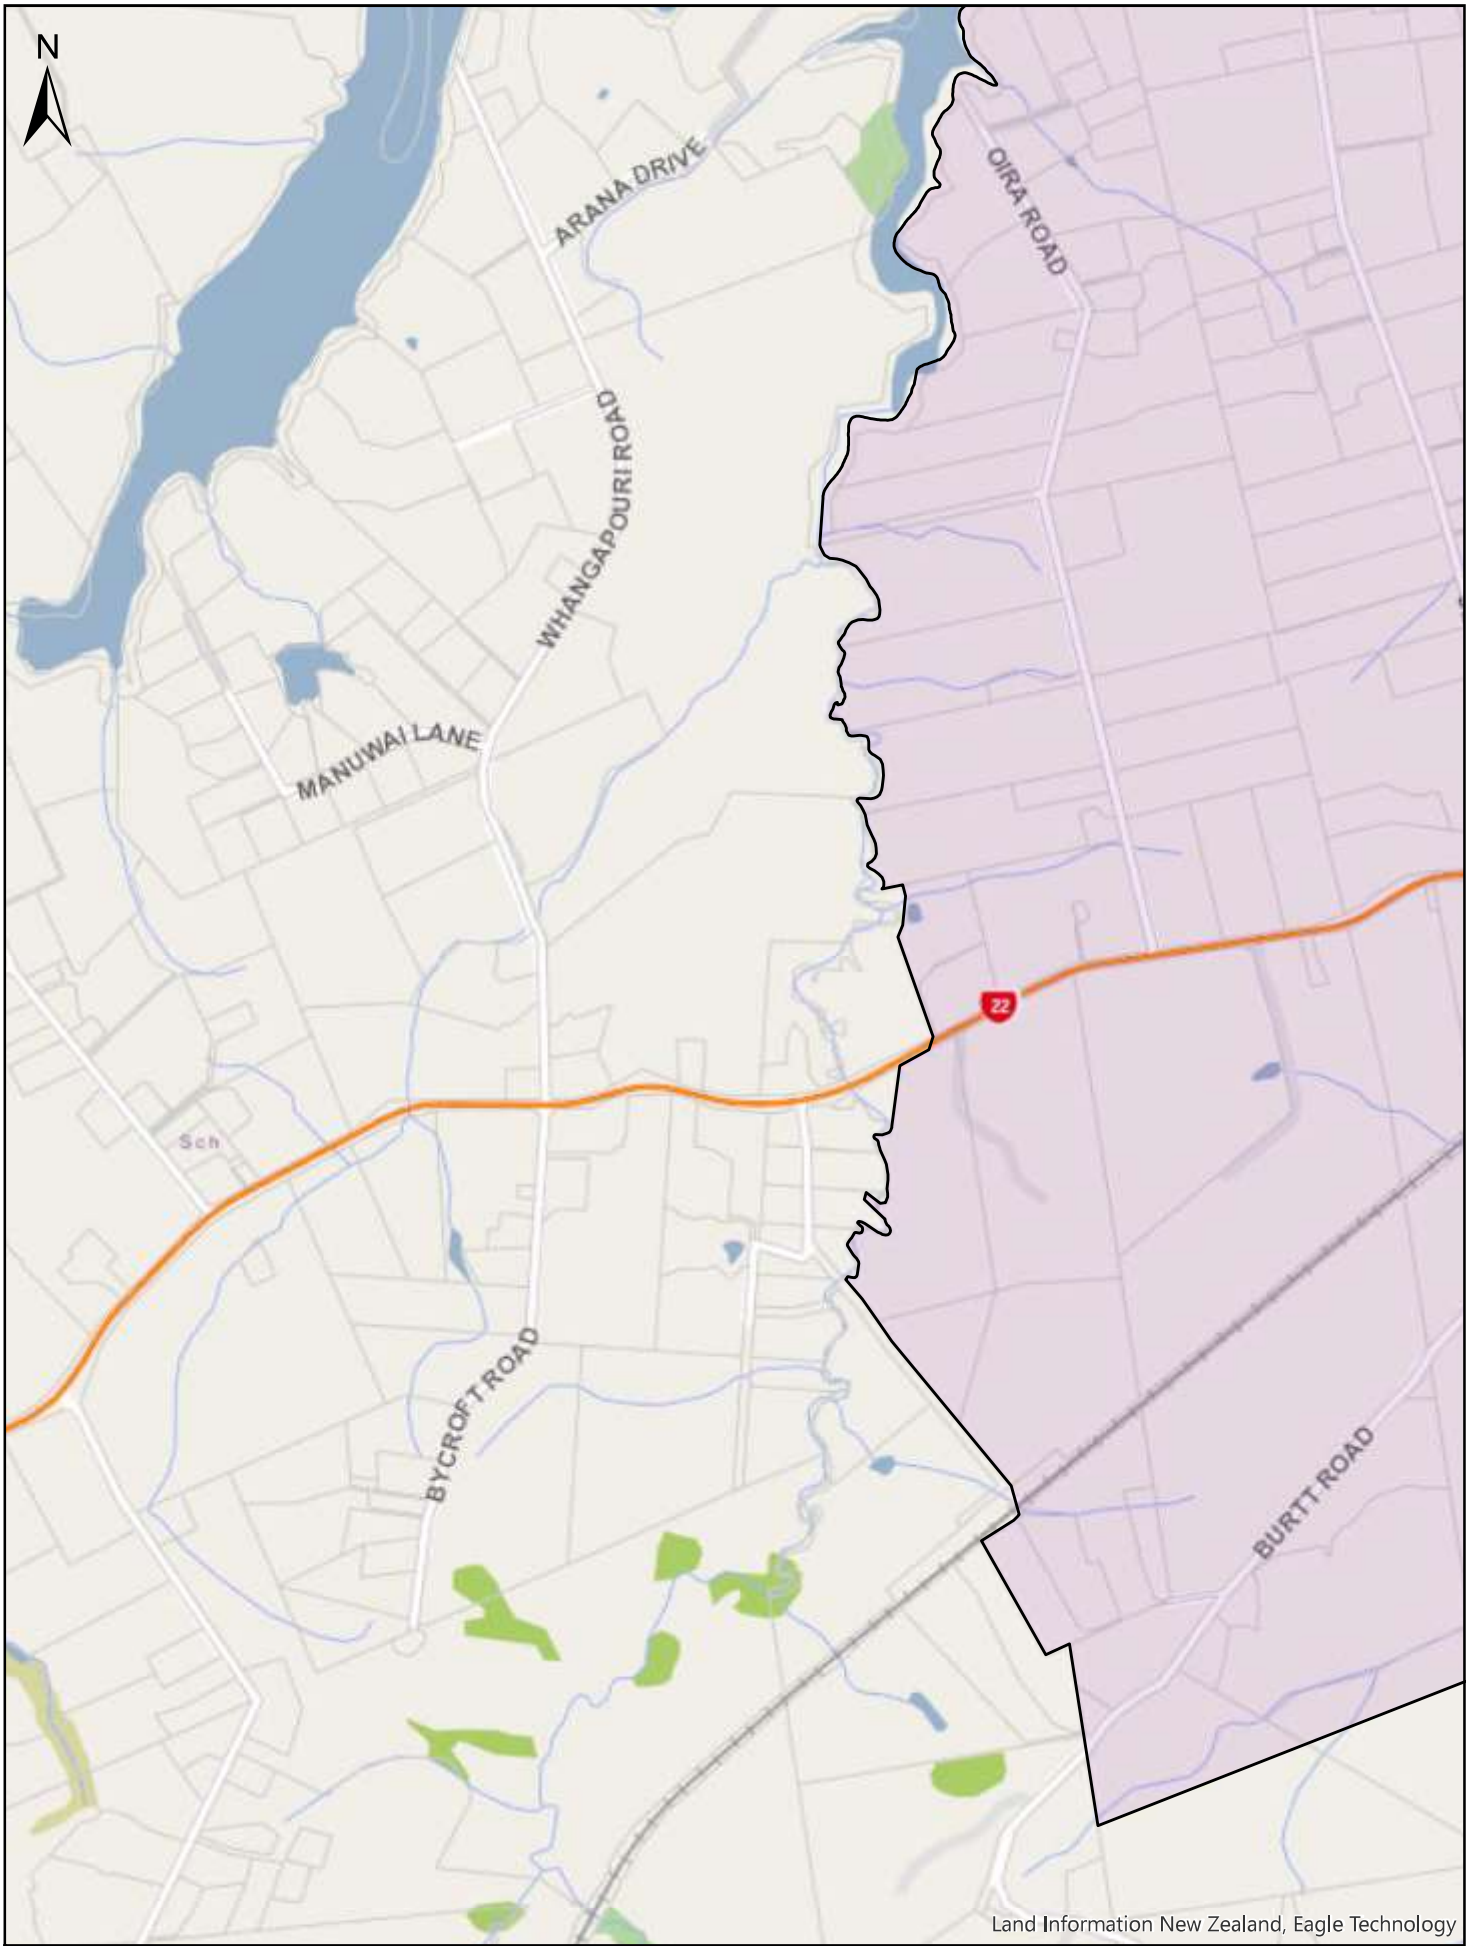 N
ARANA DRIVE
OIRA ROAD
WHANGAPOURI ROAD
MANUWAI LANE
22
Sch
BYCROFT ROAD
BURTT ROAD
Land Information New Zealand, Eagle Technology